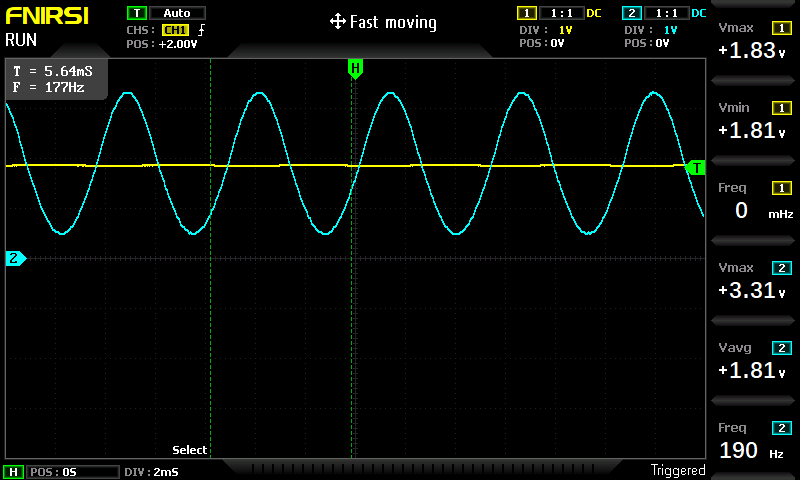 FNIRSI
RUN
T Auto
CHS: CH1
POS: +2.00V
Fast moving
1 1:1 DC
DIV: 1V
POS: 0V
2 1:1 DC
DIV: 1V
POS: 0V
T = 5.64mS
F = 177Hz
H
T
2
Select
Vmax 1
+1.83 V
Vmin 1
+1.81 V
Freq 1
0 mHz
Vmax 2
+3.31 V
Vavg 2
+1.81 V
Freq 2
190 Hz
H POS: 0S DIV: 2mS
Triggered